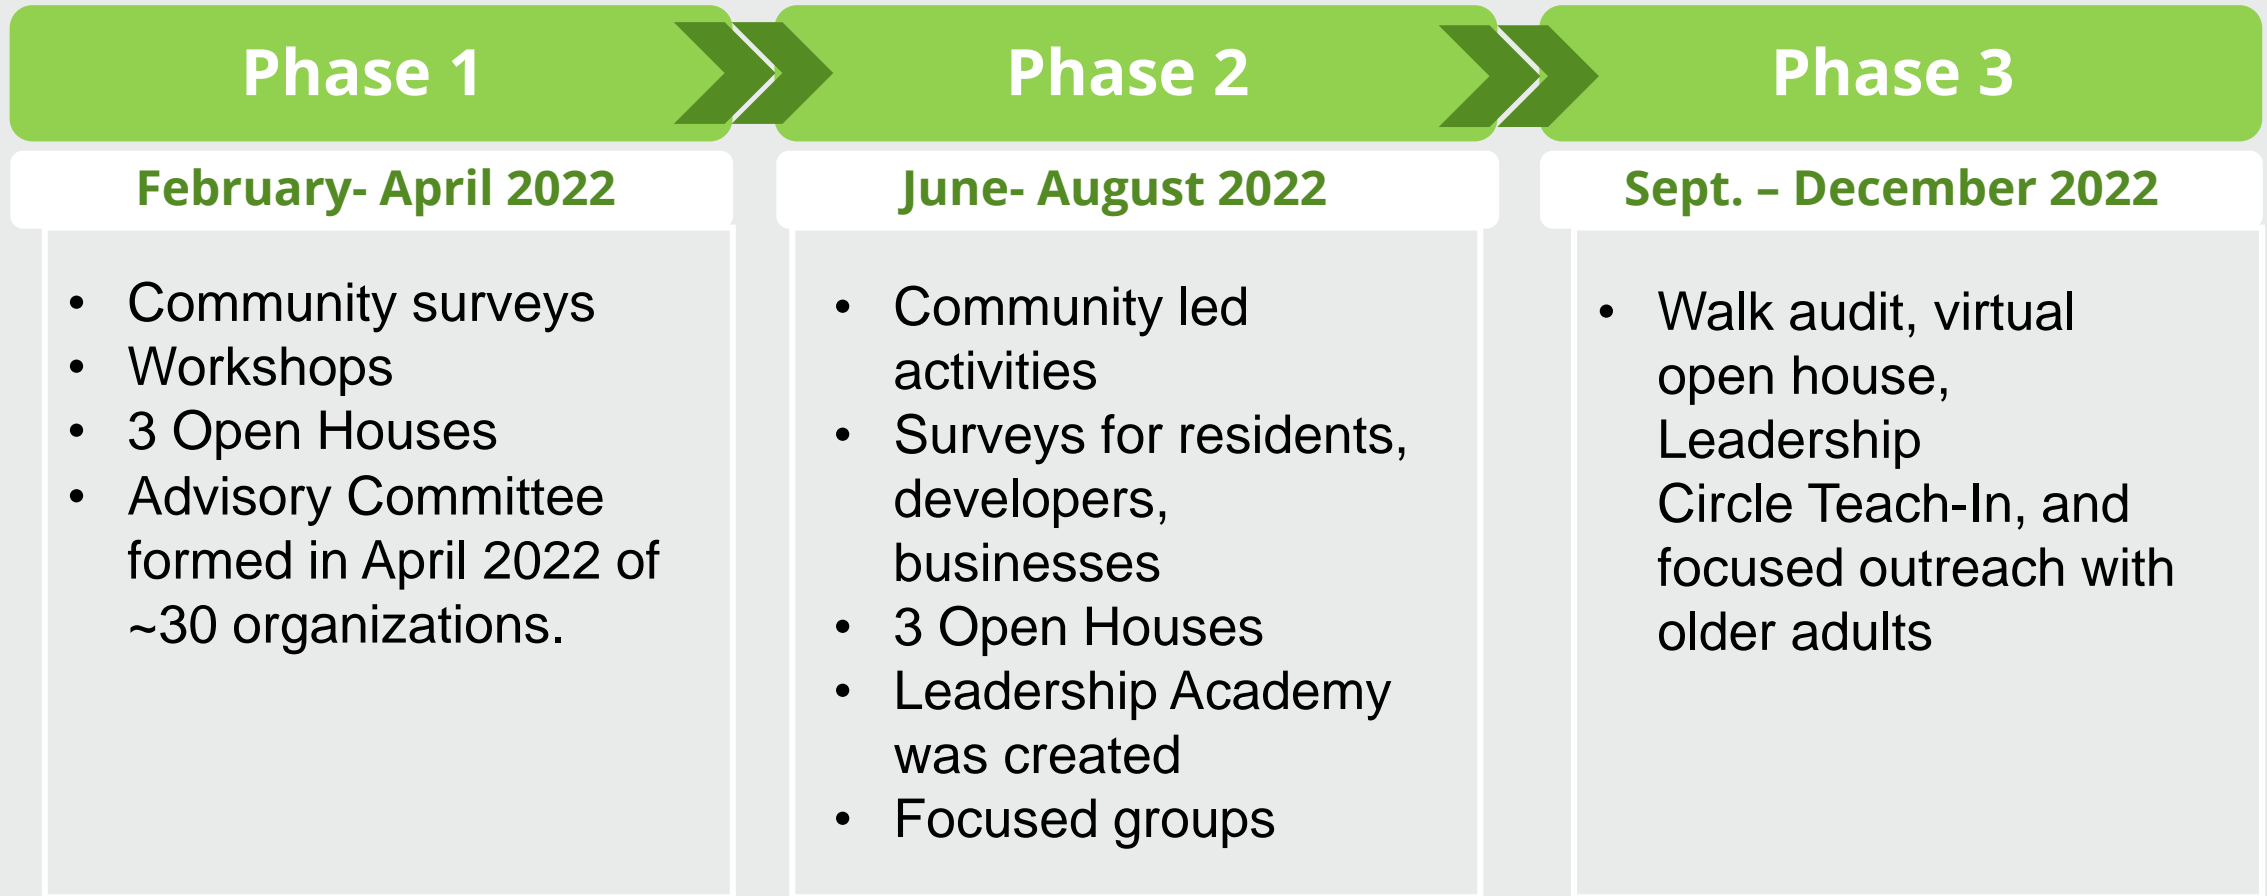 Phase 1
February- April 2022
• Community surveys
• Workshops
• 3 Open Houses
• Advisory Committee
formed in April 2022 of
~30 organizations.
Phase 2
June- August 2022
• Community led
activities
• Surveys for residents,
developers,
businesses
• 3 Open Houses
• Leadership Academy
was created
• Focused groups
Phase 3
Sept. – December 2022
• Walk audit, virtual
open house,
Leadership
Circle Teach-In, and
focused outreach with
older adults